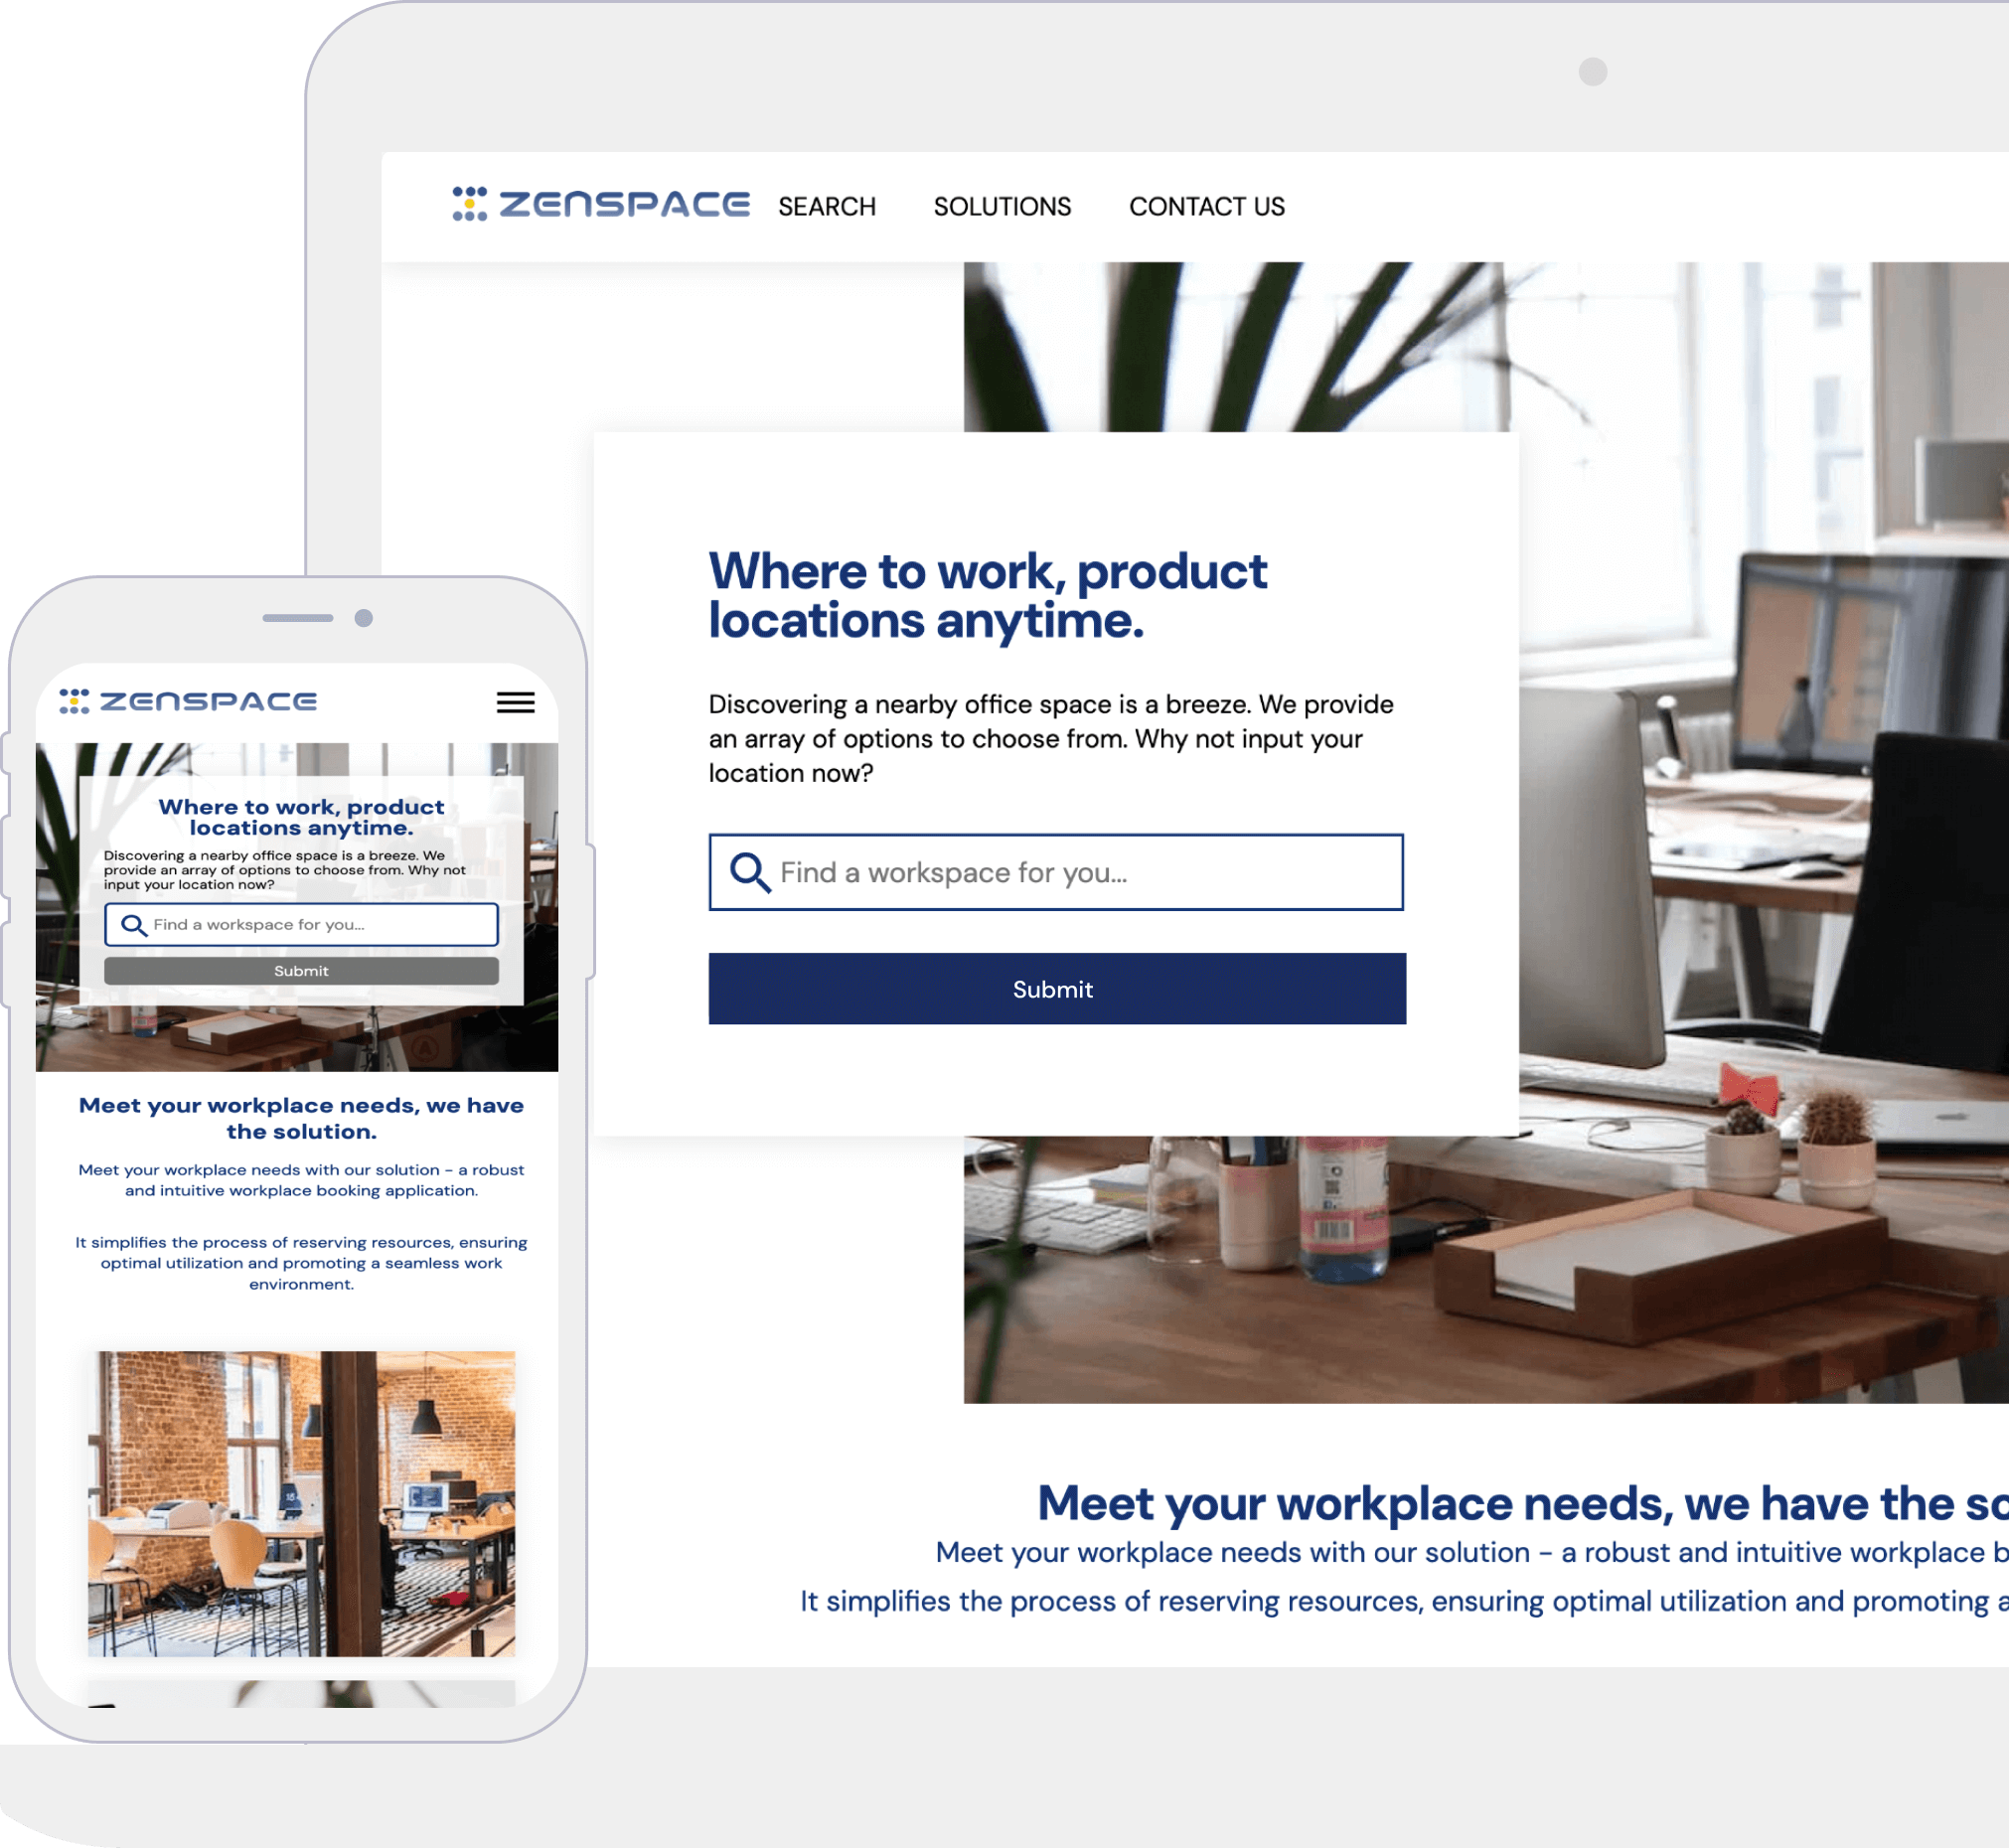 ZENSPACE SEARCH SOLUTIONS CONTACT US
Where to work, product
locations anytime.
Discovering a nearby office space is a breeze. We provide
an array of options to choose from. Why not input your
location now?
Find a workspace for you...
Submit
Meet your workplace needs, we have the so
Meet your workplace needs with our solution - a robust and intuitive workplace b
It simplifies the process of reserving resources, ensuring optimal utilization and promoting a
ZENSPACE
Where to work, product
locations anytime.
Discovering a nearby office space is a breeze. We
provide an array of options to choose from. Why not
input your location now?
Find a workspace for you...
Submit
Meet your workplace needs, we have
the solution.
Meet your workplace needs with our solution - a robust
and intuitive workplace booking application.
It simplifies the process of reserving resources, ensuring
optimal utilization and promoting a seamless work
environment.